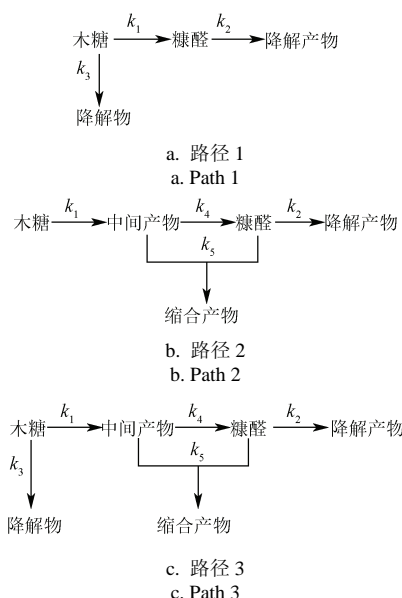 木糖 k₁ 糠醛 k₂ 降解产物
k₃
降解物
a. 路径 1
a. Path 1
木糖 k₁ 中间产物 k₄ 糠醛 k₂ 降解产物
k₅
缩合产物
b. 路径 2
b. Path 2
木糖 k₁ 中间产物 k₄ 糠醛 k₂ 降解产物
k₃ k₅
降解物 缩合产物
c. 路径 3
c. Path 3